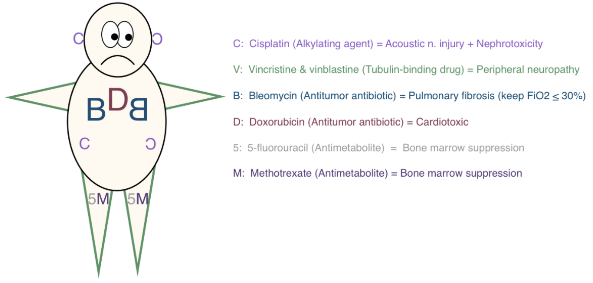 C C
C: Cisplatin (Alkylating agent) = Acoustic n. injury + Nephrotoxicity
V: Vincristine & vinblastine (Tubulin-binding drug) = Peripheral neuropathy
B D B
B: Bleomycin (Antitumor antibiotic) = Pulmonary fibrosis (keep FiO2 ≤ 30%)
D: Doxorubicin (Antitumor antibiotic) = Cardiotoxic
C C
5: 5-fluorouracil (Antimetabolite) = Bone marrow suppression
M: Methotrexate (Antimetabolite) = Bone marrow suppression
5M 5M